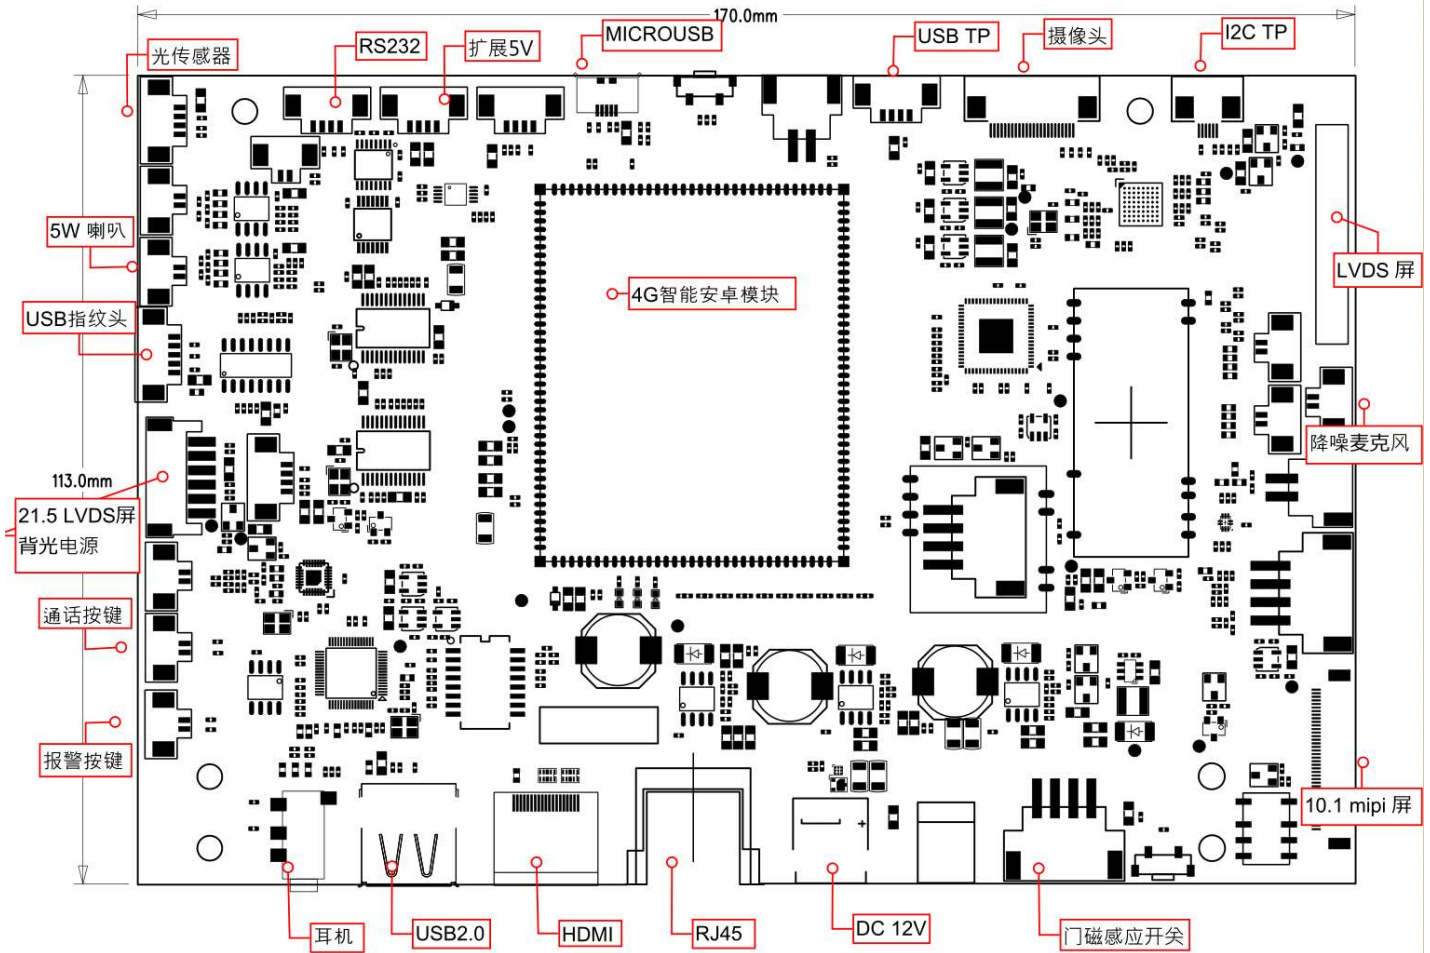 170.0mm
光传感器
RS232
扩展5V
MICROUSB
USB TP
摄像头
I2C TP
5W 喇叭
LVDS 屏
4G智能安卓模块
USB指纹头
降噪麦克风
113.0mm
21.5 LVDS屏
背光电源
通话按键
报警按键
10.1 mipi 屏
耳机
USB2.0
HDMI
RJ45
DC 12V
门磁感应开关